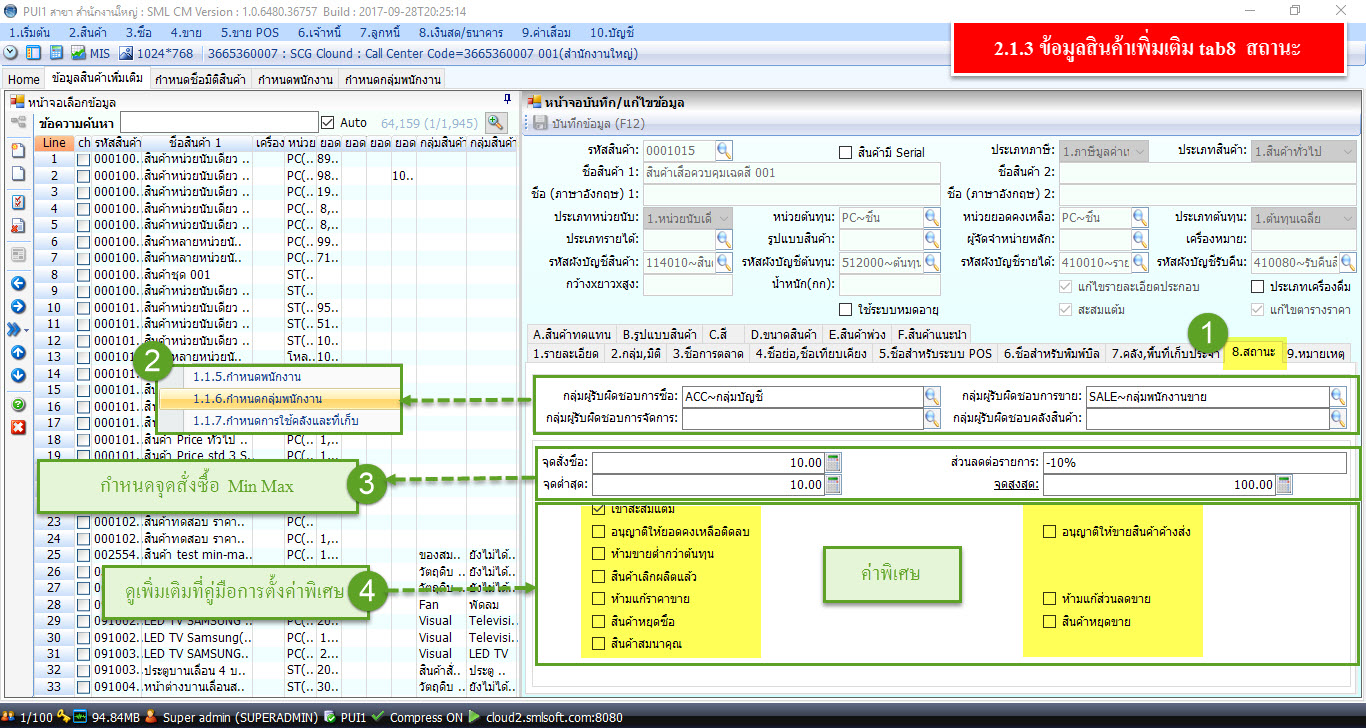 PUI1 สาขา สำนักงานใหญ่ : SML CM Version : 1.0.6480.36757 Build : 2017-09-28T20:25:14
1.เริ่มต้น 2.สินค้า 3.ซื้อ 4.ขาย 5.ขาย POS 6.เจ้าหนี้ 7.ลูกหนี้ 8.เงินสด/ธนาคาร 9.ค่าเสื่อม 10.บัญชี
MIS 1024*768 3665360007 : SCG Clound : Call Center Code=3665360007 001(สำนักงานใหญ่)
2.1.3 ข้อมูลสินค้าเพิ่มเติม tab8 สถานะ
Home ข้อมูลสินค้าเพิ่มเติม กำหนดชื่อมิติสินค้า กำหนดพนักงาน กำหนดกลุ่มพนักงาน
หน้าจอเลือกข้อมูล
ข้อความค้นหา Auto 64,159 (1/1,945)
Line ch รหัสสินค้า ชื่อสินค้า 1 เครื่อง หน่วย ยอด ยอด ยอด ยอด กลุ่มสินค้า กลุ่มสินค้า
1 000100.. สินค้าหน่วยนับเดียว .. PC(.. 89..
2 000100.. สินค้าหน่วยนับเดียว .. PC(.. 98.. 10..
3 000100.. สินค้าหน่วยนับเดียว .. PC(.. 19..
4 000100.. สินค้าหน่วยนับเดียว .. PC(.. 8,..
5 000100.. สินค้าหน่วยนับเดียว .. PC(.. 8,..
6 000100.. สินค้าหลายหน่วยนั.. PC(.. 99..
7 000100.. สินค้าหลายหน่วยนั.. PC(.. 71..
8 000100.. สินค้าชุด 001 ST(..
9 000101.. สินค้าหน่วยนับเดียว .. ST(..
10 000101.. สินค้าหน่วยนับเดียว .. PC(.. 95..
11 000101.. สินค้าหน่วยนับเดียว .. ST(.. 51..
12 000101.. สินค้าหน่วยนับเดียว .. PC(.. 10..
13 000101 หลายหน่วยนั.. โหล.. 10..
14
15
16
17 000101..
18 000101.. สินค้า Price ทั่วไป .. PC(.. 1,..
19 000101.. สินค้า Price std 3 S.. PC(.. 1,..
2
1.1.5.กำหนดพนักงาน
1.1.6.กำหนดกลุ่มพนักงาน
1.1.7.กำหนดการใช้คลังและที่เก็บ
กำหนดจุดสั่งซื้อ Min Max 3
23 000102.. สินค้าทดสอบ ราคา.. PC(..
24 000102.. สินค้าทดสอบ ราคา.. PC(.. 1,..
25 002554.. สินค้า test min-ma.. PC(.. 1... ของสม.. ยังไม่ได้..
26 วัตถุดิบ .. ยังไม่ได้..
27 วัตถุดิบ .. ยังไม่ได้..
28 Fan พัดลม
ดูเพิ่มเติมที่คู่มือการตั้งค่าพิเศษ 4
29 091002.. LED TV SAMSUNG .. PC(.. 20.. Visual Televisi..
30 091002.. LED TV Samsung(.. PC(.. 1... Visual Televisi..
31 091003.. LED TV SAMSUNG.. PC(.. 2... Visual LED TV
32 091003.. ประตูบานเลื่อน 4 บ.. ST(.. 20.. สินค้าสั่.. ประตู ..
33 091004.. หน้าต่างบานเลื่อนส.. ST(.. 30.. วัตถุดิบ .. ยังไม่ได้..
หน้าจอบันทึก/แก้ไขข้อมูล
บันทึกข้อมูล (F12)
รหัสสินค้า: 0001015 สินค้ามี Serial ประเภทภาษี: 1.ภาษีมูลค่าเ ประเภทสินค้า: 1.สินค้าทั่วไป
ชื่อสินค้า 1: สินค้าเสื้อควบคุมเฉดสี 001 ชื่อสินค้า 2:
ชื่อ (ภาษาอังกฤษ) 1: ชื่อ (ภาษาอังกฤษ) 2:
ประเภทหน่วยนับ: 1.หน่วยนับเดี่ หน่วยต้นทุน: PC~ชิ้น หน่วยยอดคงเหลือ: PC~ชิ้น ประเภทต้นทุน: 1.ต้นทุนเฉลี่ย
ประเภทรายได้: รูปแบบสินค้า: ผู้จัดจำหน่ายหลัก: เครื่องหมาย:
รหัสผังบัญชีสินค้า: 114010~สินค รหัสผังบัญชีต้นทุน: 512000~ต้นทุน รหัสผังบัญชีรายได้: 410010~ราย รหัสผังบัญชีรับคืน: 410080~รับคืนสิ
กว้างxยาวxสูง: น้ำหนัก(กก): แก้ไขรายละเอียดประกอบ ประเภทเครื่องดื่ม
ใช้ระบบหมดอายุ สะสมแต้ม แก้ไขตารางราคา
A.สินค้าทดแทน B.รูปแบบสินค้า C.สี D.ขนาดสินค้า E.สินค้าพ่วง F.สินค้าแนะนำ
1
1.รายละเอียด 2.กลุ่ม,มิติ 3.ชื่อการตลาด 4.ชื่อย่อ,ชื่อเทียบเคียง 5.ชื่อสำหรับระบบ POS 6.ชื่อสำหรับพิมพ์บิล 7.คลัง,พื้นที่เก็บประจำ 8.สถานะ 9.หมายเหตุ
กลุ่มผู้รับผิดชอบการซื้อ: ACC~กลุ่มบัญชี กลุ่มผู้รับผิดชอบการขาย: SALE~กลุ่มพนักงานขาย
กลุ่มผู้รับผิดชอบการจัดการ: กลุ่มผู้รับผิดชอบคลังสินค้า:
จุดสั่งซื้อ: 10.00 ส่วนลดต่อรายการ: -10%
จุดต่ำสุด: 10.00 จุดสูงสุด: 100.00
เข้าสะสมแต้ม
อนุญาติให้ยอดคงเหลือติดลบ อนุญาติให้ขายสินค้าค้างส่ง
ห้ามขายต่ำกว่าต้นทุน
สินค้าเลิกผลิตแล้ว ค่าพิเศษ
ห้ามแก้ราคาขาย ห้ามแก้ส่วนลดขาย
สินค้าหยุดซื้อ สินค้าหยุดขาย
สินค้าสมนาคุณ
1/100 94.84MB Super admin (SUPERADMIN) PUI1 Compress ON cloud2.smlsoft.com:8080